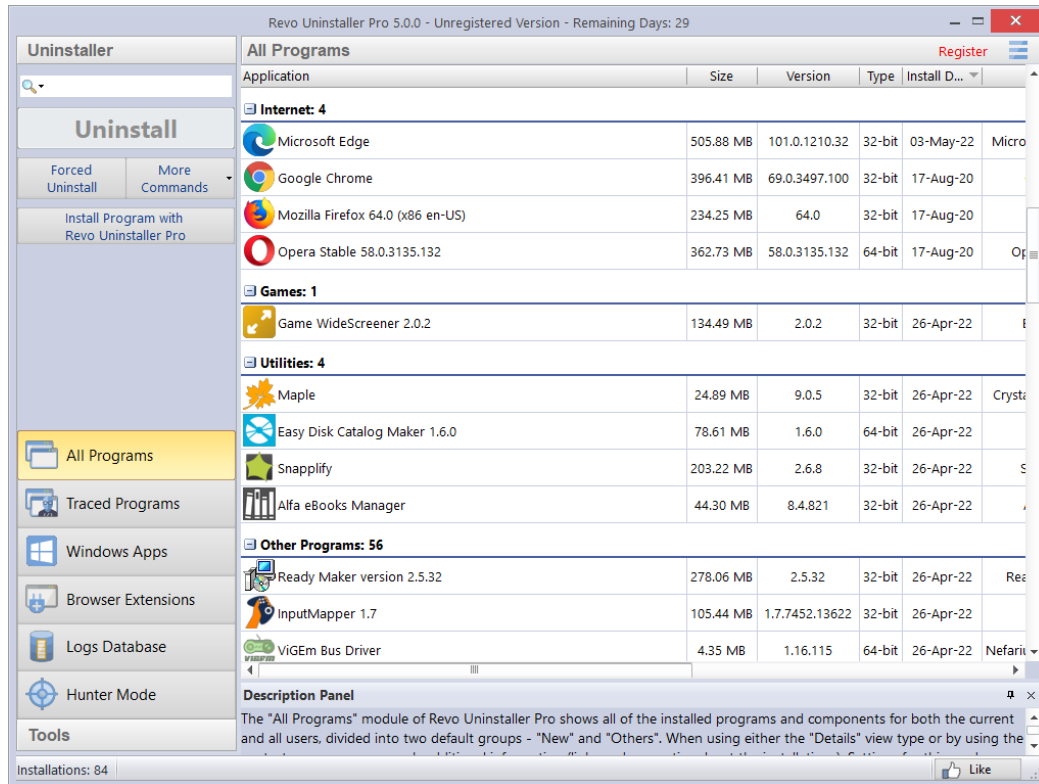 Revo Uninstaller Pro 5.0.0 - Unregistered Version - Remaining Days: 29
Uninstaller
Uninstall
Forced Uninstall
More Commands
Install Program with
Revo Uninstaller Pro
All Programs
Traced Programs
Windows Apps
Browser Extensions
Logs Database
Hunter Mode
Tools
All Programs Register
Application Size Version Type Install D...
Internet: 4
Microsoft Edge 505.88 MB 101.0.1210.32 32-bit 03-May-22 Micro
Google Chrome 396.41 MB 69.0.3497.100 32-bit 17-Aug-20
Mozilla Firefox 64.0 (x86 en-US) 234.25 MB 64.0 32-bit 17-Aug-20
Opera Stable 58.0.3135.132 362.73 MB 58.0.3135.132 64-bit 17-Aug-20 Op
Games: 1
Game WideScreener 2.0.2 134.49 MB 2.0.2 32-bit 26-Apr-22
Utilities: 4
Maple 24.89 MB 9.0.5 32-bit 26-Apr-22 Crysta
Easy Disk Catalog Maker 1.6.0 78.61 MB 1.6.0 64-bit 26-Apr-22
Snapplify 203.22 MB 2.6.8 32-bit 26-Apr-22 S
Alfa eBooks Manager 44.30 MB 8.4.821 32-bit 26-Apr-22
Other Programs: 56
Ready Maker version 2.5.32 278.06 MB 2.5.32 32-bit 26-Apr-22 Rea
InputMapper 1.7 105.44 MB 1.7.7452.13622 32-bit 26-Apr-22
ViGEm Bus Driver 4.35 MB 1.16.115 64-bit 26-Apr-22 Nefariu
Description Panel
The "All Programs" module of Revo Uninstaller Pro shows all of the installed programs and components for both the current
and all users, divided into two default groups - "New" and "Others". When using either the "Details" view type or by using the
Installations: 84 Like